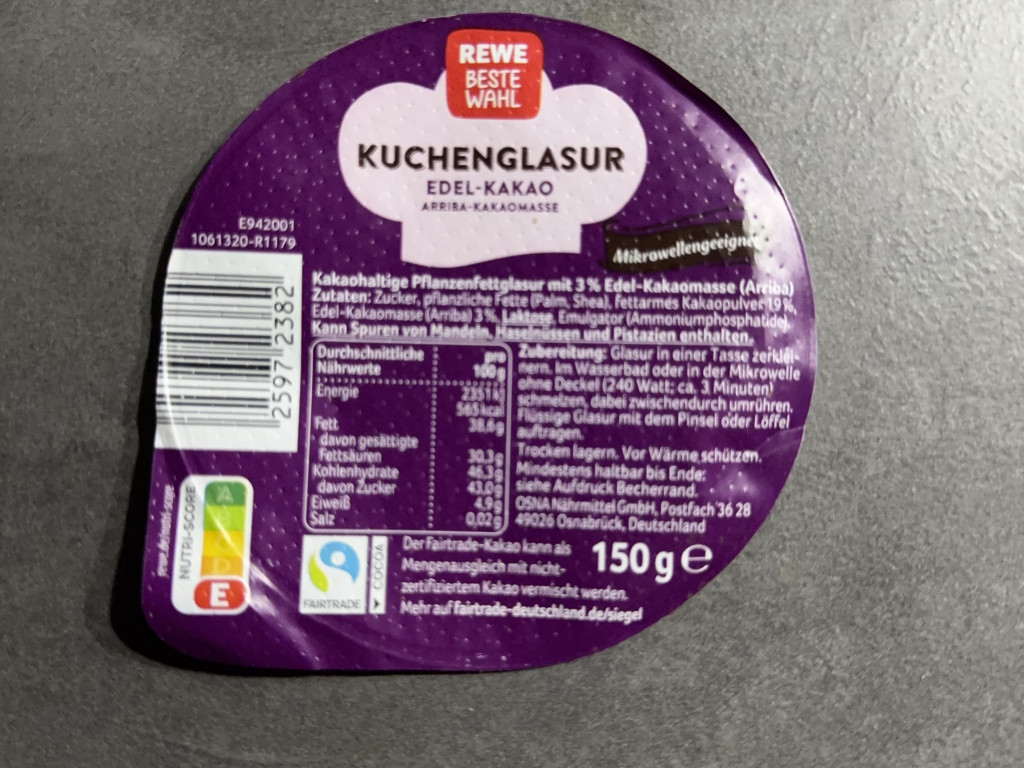 REWE
BESTE
WAHL
KUCHENGLASUR
EDEL-KAKAO
ARRIBA-KAKAOMASSE
Mikrowellengeeignet
E942001
1061320-R1179
2597 2382
Kakaohaltige Pflanzenfettglasur mit 3% Edel-Kakaomasse (Arriba)
Zutaten: Zucker, pflanzliche Fette (Palm, Shea), fettarmes Kakaopulver 19%,
Edel-Kakaomasse (Arriba) 3%, Laktose, Emulgator (Ammoniumphosphatide).
Kann Spuren von Mandeln, Haselnüssen und Pistazien enthalten.
Durchschnittliche pro
Nährwerte 100g
Energie 2351kJ
565kcal
Fett 38,6g
davon gesättigte
Fettsäuren 30,3g
Kohlenhydrate 46,3g
davon Zucker 43,0g
Eiweiß 4,9g
Salz 0,02g
Zubereitung: Glasur in einer Tasse zerklei-
nern. Im Wasserbad oder in der Mikrowelle
ohne Deckel (240 Watt; ca. 3 Minuten)
schmelzen, dabei zwischendurch umrühren.
Flüssige Glasur mit dem Pinsel oder Löffel
auftragen.
Trocken lagern. Vor Wärme schützen.
Mindestens haltbar bis Ende:
siehe Aufdruck Becherrand.
OSNA Nährmittel GmbH, Postfach 36 28
49026 Osnabrück, Deutschland
NUTRI-SCORE
A
D
E
FAIRTRADE
COCOA
Der Fairtrade-Kakao kann als
Mengenausgleich mit nicht-
zertifiziertem Kakao vermischt werden.
Mehr auf fairtrade-deutschland.de/siegel
150 g e